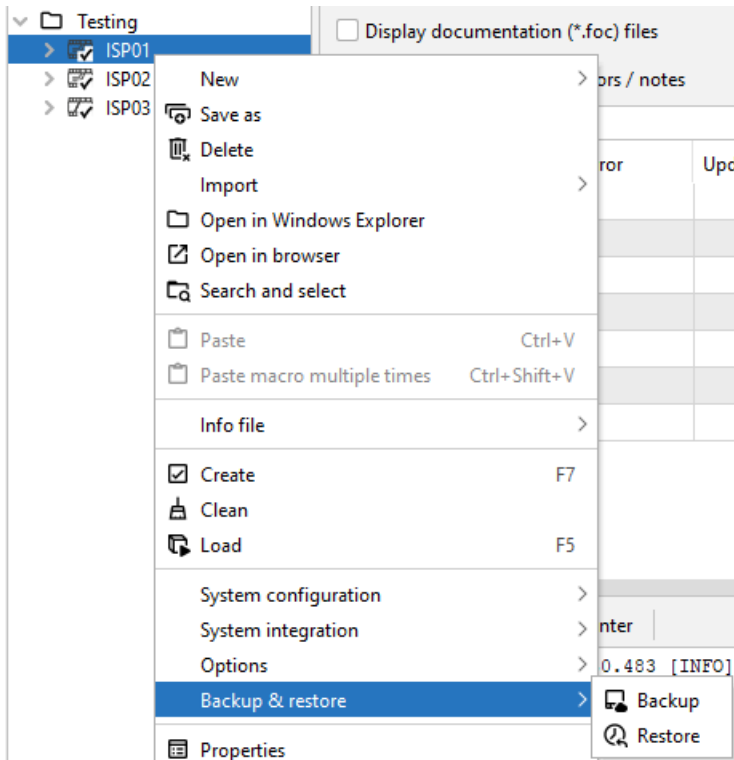 Testing
ISP01
ISP02
ISP03
Display documentation (*.foc) files
ors / notes
ror Upd
New
Save as
Delete
Import
Open in Windows Explorer
Open in browser
Search and select
Paste Ctrl+V
Paste macro multiple times Ctrl+Shift+V
Info file
Create F7
Clean
Load F5
System configuration
System integration
nter
Options
0.483 [INFO]
Backup & restore
Backup
Restore
Properties